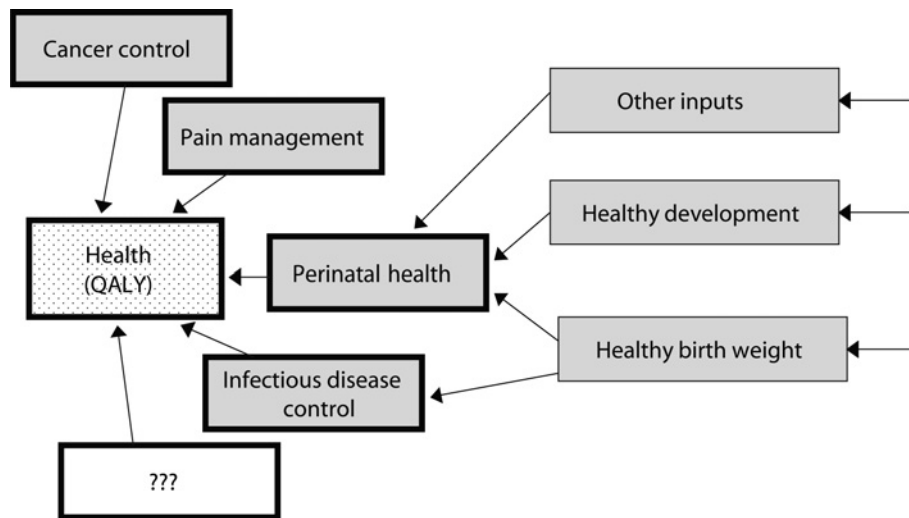 Cancer control
Pain management
Other inputs
Healthy development
Health
(QALY)
Perinatal health
Healthy birth weight
Infectious disease
control
???